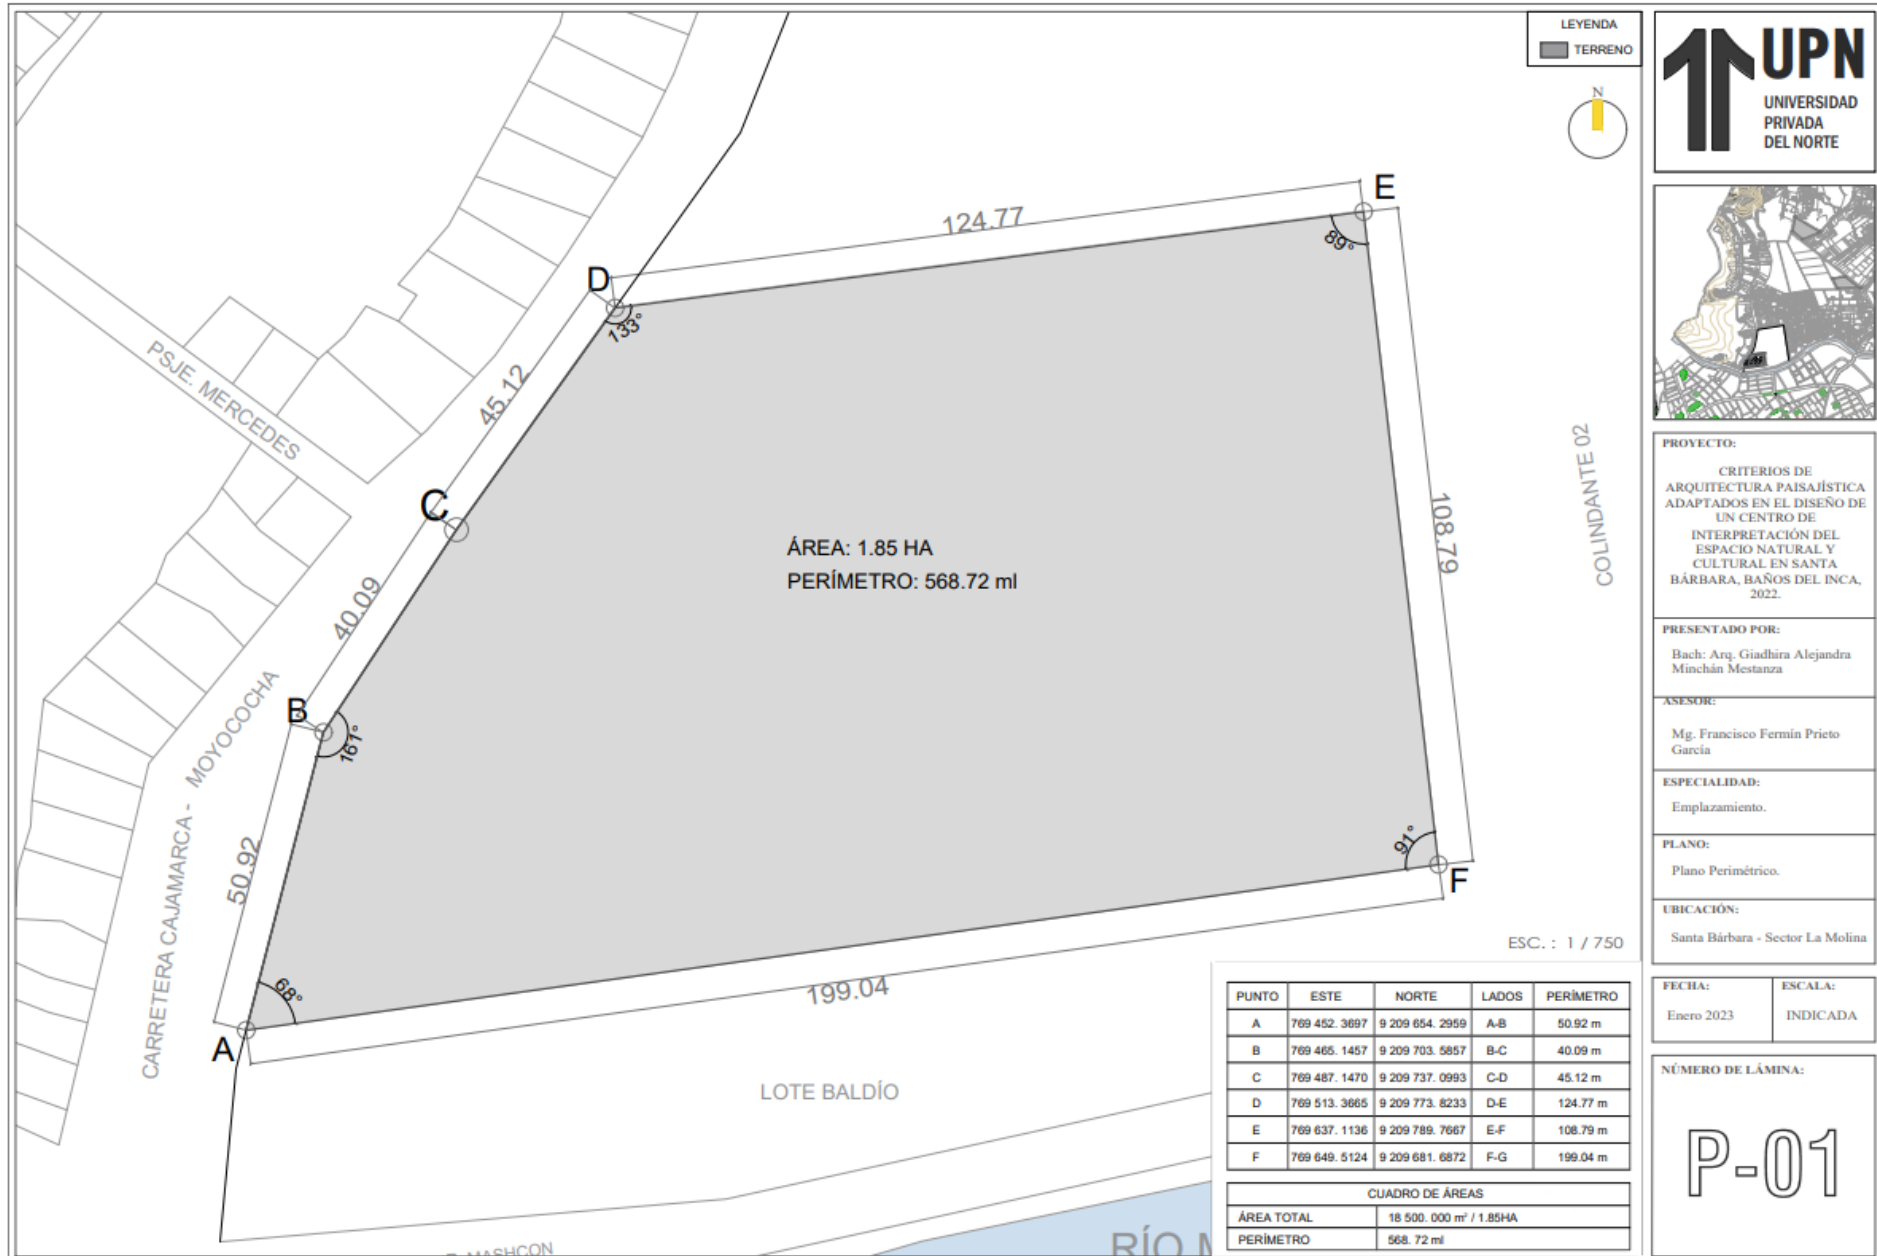 LEYENDA
TERRENO
N
UPN
UNIVERSIDAD
PRIVADA
DEL NORTE
E
124.77
89°
D
133°
45.12
PSJE. MERCEDES
C
40.09
ÁREA: 1.85 HA
PERÍMETRO: 568.72 ml
108.79
COLINDANTE 02
B
161°
CARRETERA CAJAMARCA - MOYOCOCHA
50.92
91°
F
68°
A
199.04
LOTE BALDÍO
MASHCON
RÍO
ESC. : 1 / 750
PUNTO ESTE NORTE LADOS PERÍMETRO
A 769 452. 3697 9 209 654. 2959 A-B 50.92 m
B 769 465. 1457 9 209 703. 5857 B-C 40.09 m
C 769 487. 1470 9 209 737. 0993 C-D 45.12 m
D 769 513. 3665 9 209 773. 8233 D-E 124.77 m
E 769 637. 1136 9 209 789. 7667 E-F 108.79 m
F 769 649. 5124 9 209 681. 6872 F-G 199.04 m
CUADRO DE ÁREAS
ÁREA TOTAL 18 500. 000 m² / 1.85HA
PERÍMETRO 568. 72 ml
PROYECTO:
CRITERIOS DE
ARQUITECTURA PAISAJÍSTICA
ADAPTADOS EN EL DISEÑO DE
UN CENTRO DE
INTERPRETACIÓN DEL
ESPACIO NATURAL Y
CULTURAL EN SANTA
BÁRBARA, BAÑOS DEL INCA,
2022.
PRESENTADO POR:
Bach: Arq. Giadhira Alejandra
Minchán Mestanza
ASESOR:
Mg. Francisco Fermín Prieto
García
ESPECIALIDAD:
Emplazamiento.
PLANO:
Plano Perimétrico.
UBICACIÓN:
Santa Bárbara - Sector La Molina
FECHA:
Enero 2023
ESCALA:
INDICADA
NÚMERO DE LÁMINA:
P-01